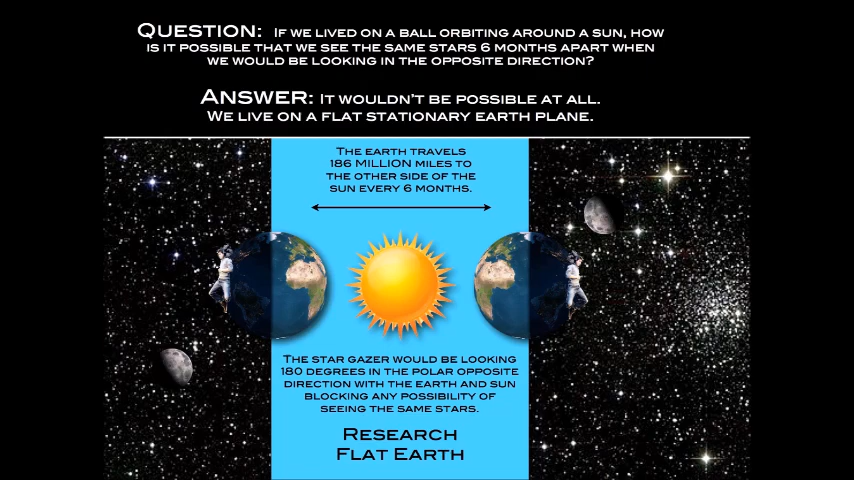 QUESTION: IF WE LIVED ON A BALL ORBITING AROUND A SUN, HOW
IS IT POSSIBLE THAT WE SEE THE SAME STARS 6 MONTHS APART WHEN
WE WOULD BE LOOKING IN THE OPPOSITE DIRECTION?
ANSWER: IT WOULDN'T BE POSSIBLE AT ALL.
WE LIVE ON A FLAT STATIONARY EARTH PLANE.
THE EARTH TRAVELS
186 MILLION MILES TO
THE OTHER SIDE OF THE
SUN EVERY 6 MONTHS.
THE STAR GAZER WOULD BE LOOKING
180 DEGREES IN THE POLAR OPPOSITE
DIRECTION WITH THE EARTH AND SUN
BLOCKING ANY POSSIBILITY OF
SEEING THE SAME STARS.
RESEARCH
FLAT EARTH